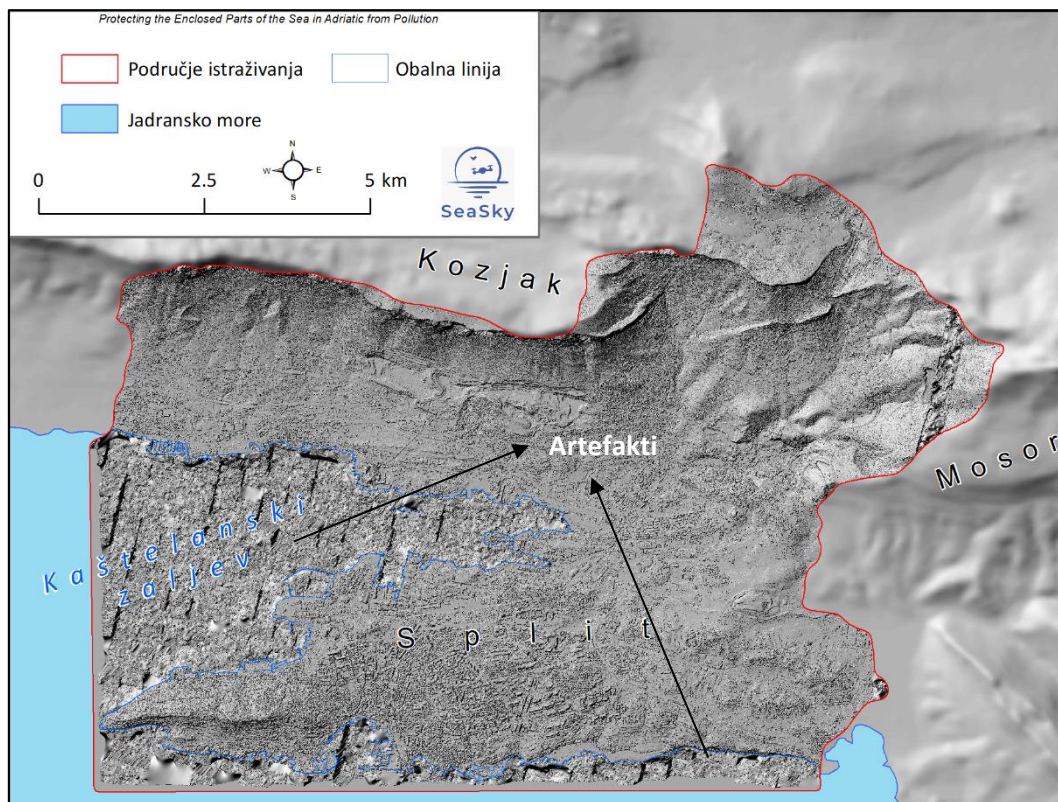 Protecting the Enclosed Parts of the Sea in Adriatic from Pollution
Područje istraživanja
Obalna linija
Jadransko more
N
W E
S
0 2.5 5 km
SeaSky
Kozjak
Artefakti
Mosor
Kaštelanski
zaljev
Split